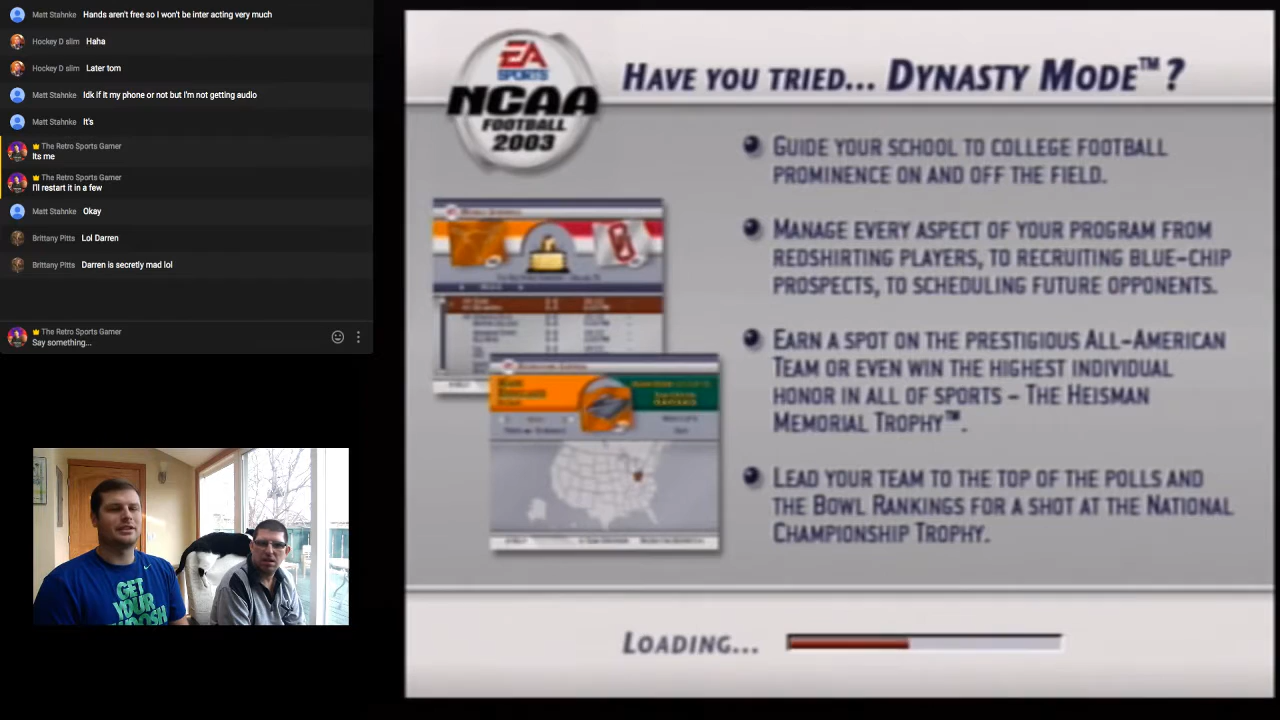 Matt Stahnke Hands aren't free so I won't be inter acting very much
Hockey D slim Haha
Hockey D slim Later tom
Matt Stahnke Idk if it my phone or not but I'm not getting audio
Matt Stahnke It's
The Retro Sports Gamer
Its me
The Retro Sports Gamer
I'll restart it in a few
Matt Stahnke Okay
Brittany Pitts Lol Darren
Brittany Pitts Darren is secretly mad lol
The Retro Sports Gamer
Say something...
GET
YOUR
EA
SPORTS
NCAA
FOOTBALL
2003
HAVE YOU TRIED... DYNASTY MODE™?
GUIDE YOUR SCHOOL TO COLLEGE FOOTBALL
PROMINENCE ON AND OFF THE FIELD.
MANAGE EVERY ASPECT OF YOUR PROGRAM FROM
REDSHIRTING PLAYERS, TO RECRUITING BLUE-CHIP
PROSPECTS, TO SCHEDULING FUTURE OPPONENTS.
EARN A SPOT ON THE PRESTIGIOUS ALL-AMERICAN
TEAM OR EVEN WIN THE HIGHEST INDIVIDUAL
HONOR IN ALL OF SPORTS – THE HEISMAN
MEMORIAL TROPHY™.
LEAD YOUR TEAM TO THE TOP OF THE POLLS AND
THE BOWL RANKINGS FOR A SHOT AT THE NATIONAL
CHAMPIONSHIP TROPHY.
LOADING...